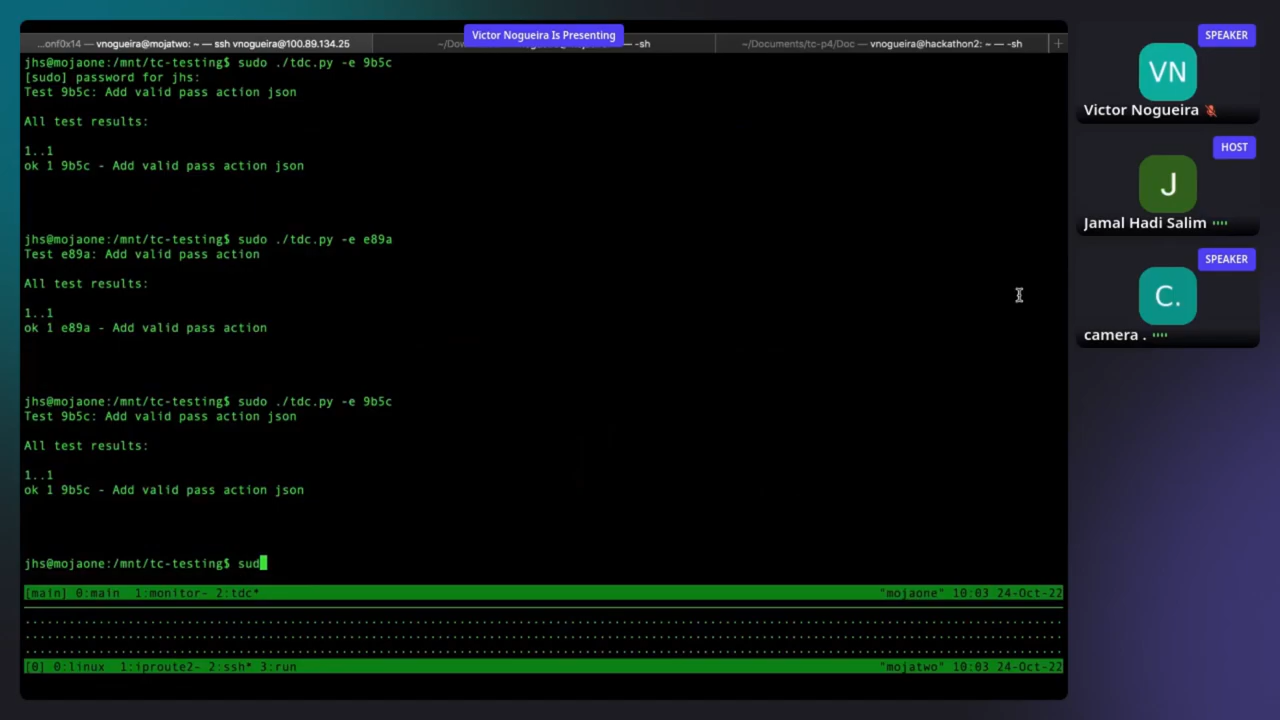 Victor Nogueira Is Presenting
...onf0x14 — vnogueira@mojatwo: ~ — ssh vnogueira@100.89.134.25
~/Dow — -sh
~/Documents/tc-p4/Doc — vnogueira@hackathon2: ~ — -sh
jhs@mojaone:/mnt/tc-testing$ sudo ./tdc.py -e 9b5c
[sudo] password for jhs:
Test 9b5c: Add valid pass action json
All test results:
1..1
ok 1 9b5c - Add valid pass action json
jhs@mojaone:/mnt/tc-testing$ sudo ./tdc.py -e e89a
Test e89a: Add valid pass action
All test results:
1..1
ok 1 e89a - Add valid pass action
jhs@mojaone:/mnt/tc-testing$ sudo ./tdc.py -e 9b5c
Test 9b5c: Add valid pass action json
All test results:
1..1
ok 1 9b5c - Add valid pass action json
jhs@mojaone:/mnt/tc-testing$ sud
[main] 0:main 1:monitor- 2:tdc* "mojaone" 10:03 24-Oct-22
[0] 0:linux 1:iproute2- 2:ssh* 3:run "mojatwo" 10:03 24-Oct-22
SPEAKER
VN
Victor Nogueira
HOST
J
Jamal Hadi Salim
SPEAKER
C.
camera .